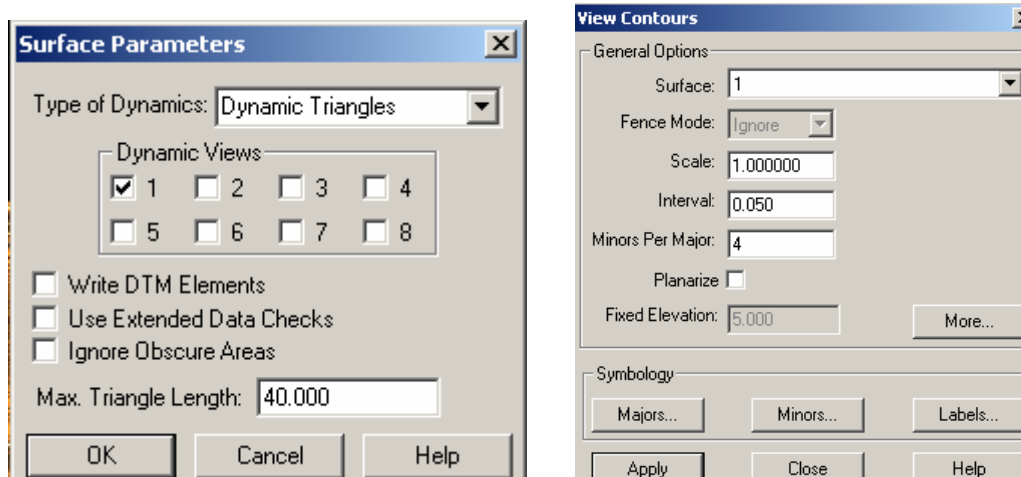 Surface Parameters
Type of Dynamics: Dynamic Triangles
Dynamic Views
1 2 3 4
5 6 7 8
Write DTM Elements
Use Extended Data Checks
Ignore Obscure Areas
Max. Triangle Length: 40.000
OK Cancel Help
View Contours
General Options
Surface: 1
Fence Mode: Ignore
Scale: 1.000000
Interval: 0.050
Minors Per Major: 4
Planarize
Fixed Elevation: 5.000 More...
Symbology
Majors... Minors... Labels...
Apply Close Help